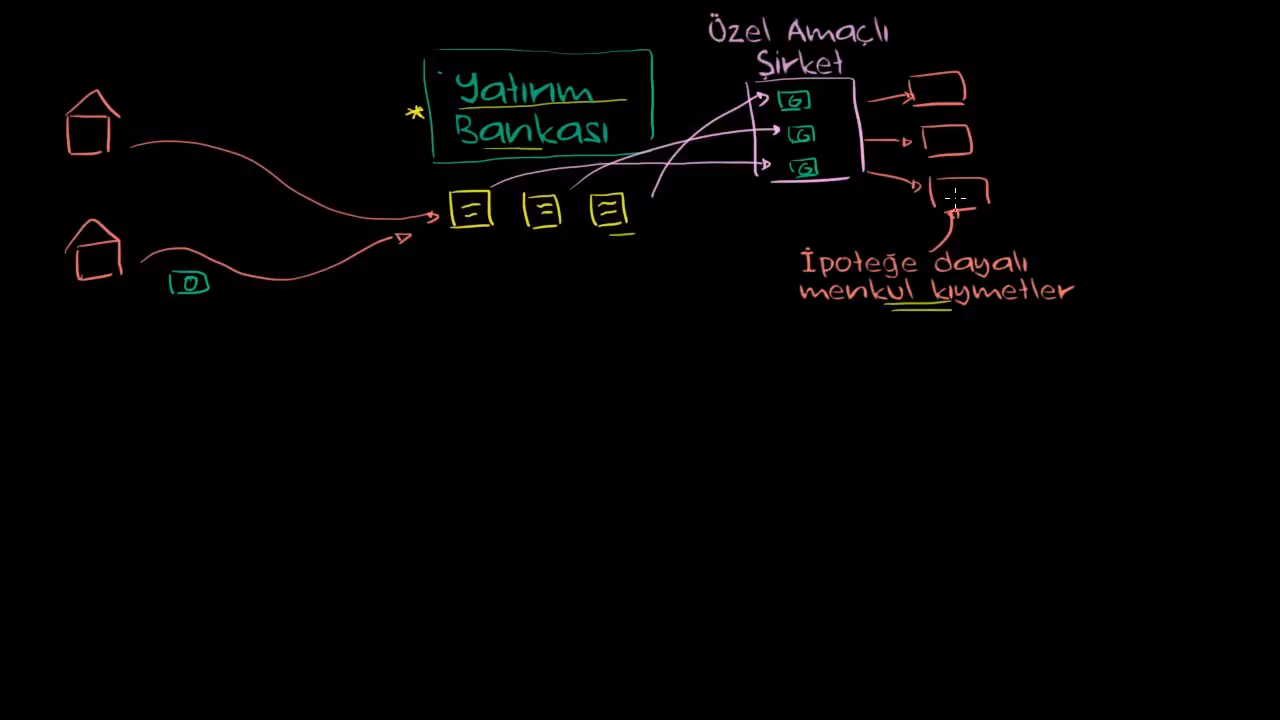 Özel Amaçlı
Şirket
Yatırım
Bankası
G
G
G
O
İpoteğe dayalı
menkul kıymetler